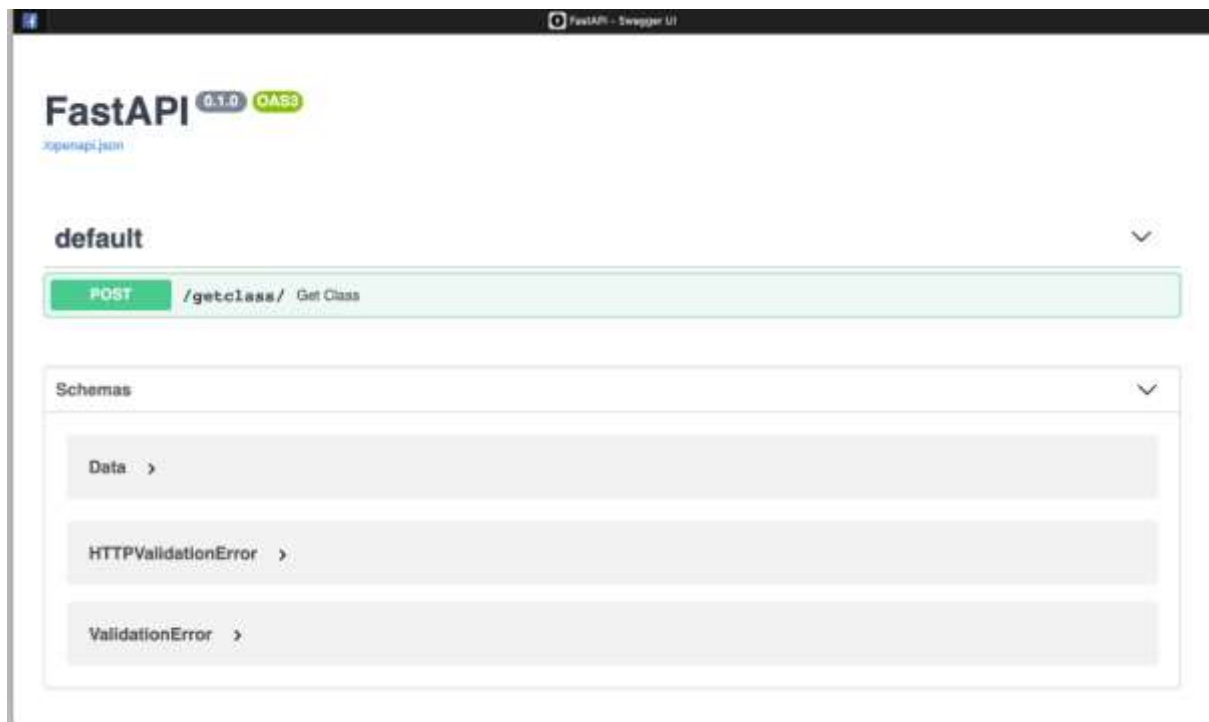 FastAPI - Swagger UI
FastAPI 0.1.0 OAS3
/openapi.json
default
POST /getclass/ Get Class
Schemas
Data >
HTTPValidationError >
ValidationError >